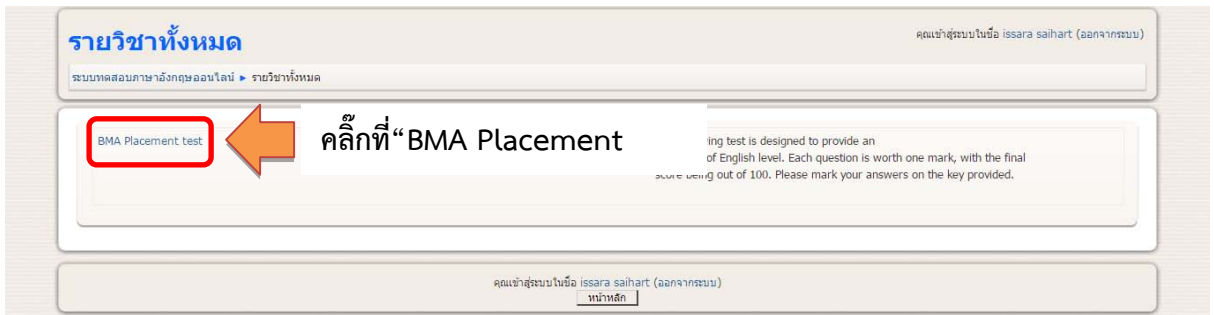 รายวิชาทั้งหมด
คุณเข้าสู่ระบบในชื่อ issara saihart (ออกจากระบบ)
ระบบทดสอบภาษาอังกฤษออนไลน์ ► รายวิชาทั้งหมด
BMA Placement test
คลิ๊กที่“BMA Placement
test is designed to provide an
of English level. Each question is worth one mark, with the final
score being out of 100. Please mark your answers on the key provided.
คุณเข้าสู่ระบบในชื่อ issara saihart (ออกจากระบบ)
หน้าหลัก